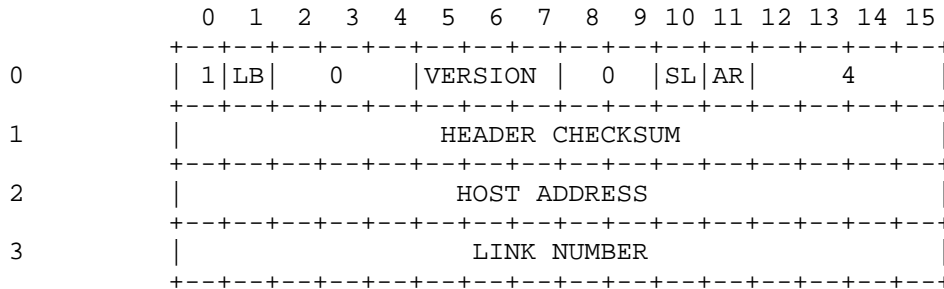 0 1 2 3 4 5 6 7 8 9 10 11 12 13 14 15
+--+--+--+--+--+--+--+--+--+--+--+--+--+--+--+--+
0 | 1|LB| 0 |VERSION | 0 |SL|AR| 4 |
+--+--+--+--+--+--+--+--+--+--+--+--+--+--+--+--+
1 | HEADER CHECKSUM |
+--+--+--+--+--+--+--+--+--+--+--+--+--+--+--+--+
2 | HOST ADDRESS |
+--+--+--+--+--+--+--+--+--+--+--+--+--+--+--+--+
3 | LINK NUMBER |
+--+--+--+--+--+--+--+--+--+--+--+--+--+--+--+--+